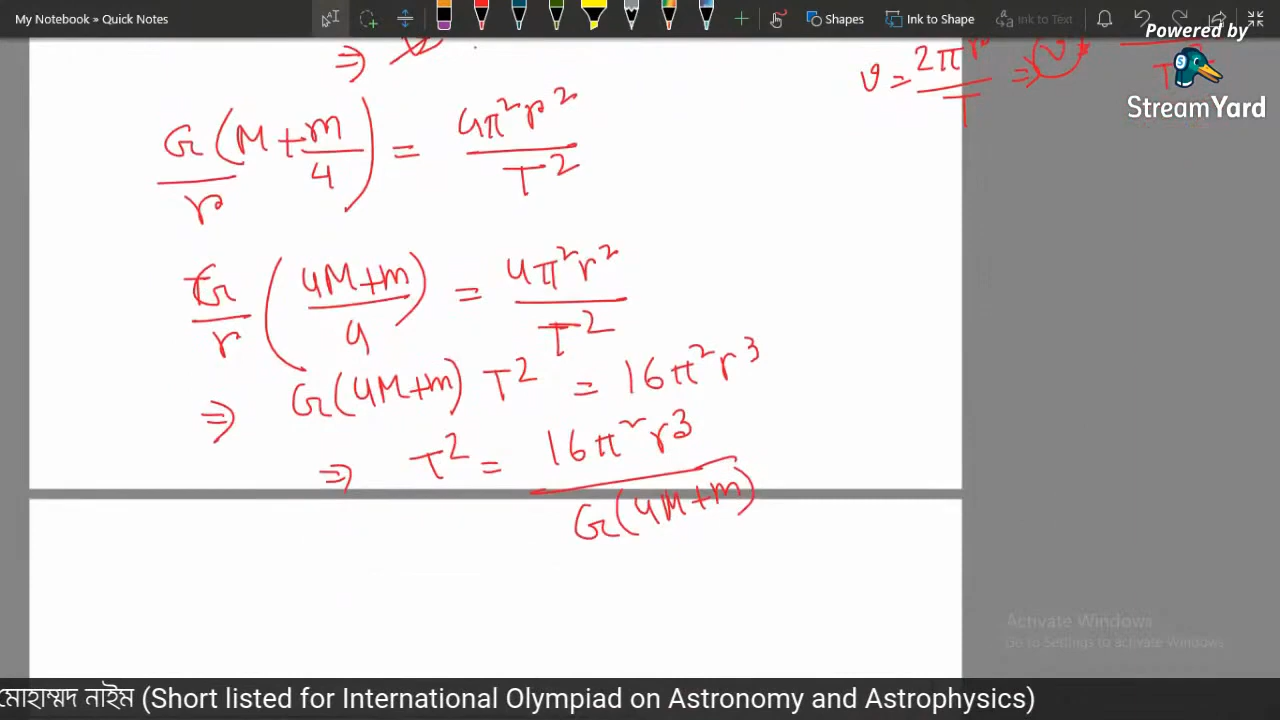 My Notebook » Quick Notes
Shapes
Ink to Shape
Ink to Text
Powered by
StreamYard
⇒
v = 2πr/T ⇒
G/r (M + m/4) = 4π²r²/T²
G/r (4M+m/4) = 4π²r²/T²
⇒ G(4M+m) T² = 16π²r³
⇒ T² = 16π²r³/G(4M+m)
Activate Windows
Go to Settings to activate Windows.
মোহাম্মদ নাইম (Short listed for International Olympiad on Astronomy and Astrophysics)